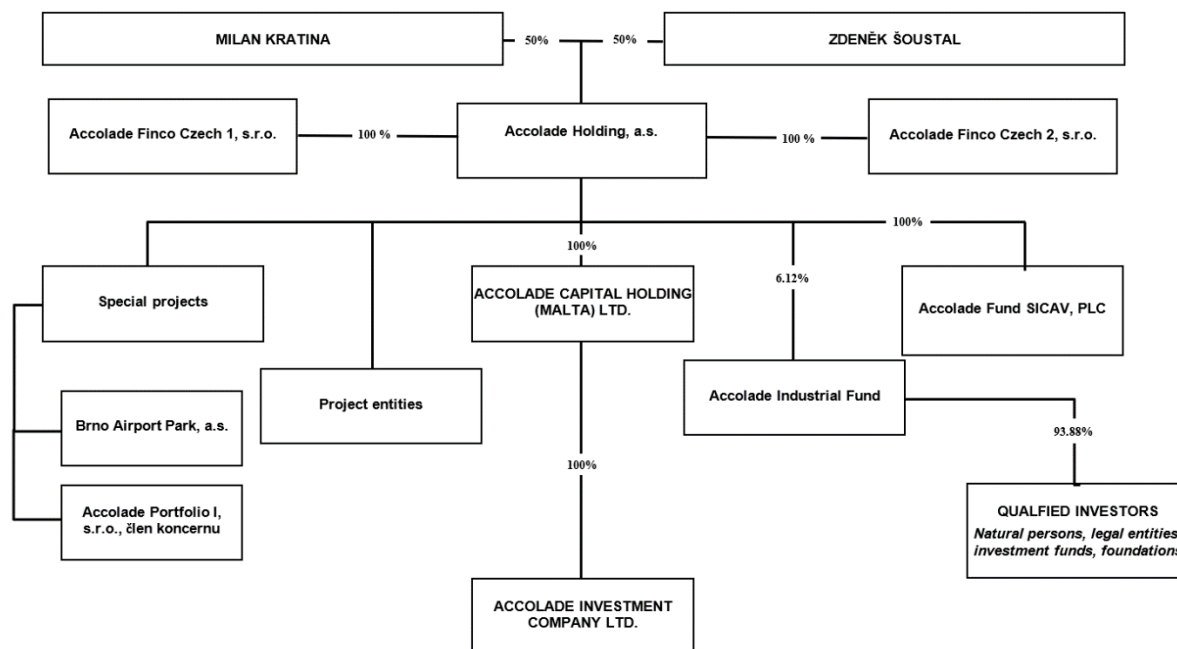 MILAN KRATINA
50%
50%
ZDENĚK ŠOUSTAL
Accolade Finco Czech 1, s.r.o.
100 %
Accolade Holding, a.s.
100 %
Accolade Finco Czech 2, s.r.o.
100%
Special projects
100%
ACCOLADE CAPITAL HOLDING
(MALTA) LTD.
6.12%
Accolade Fund SICAV, PLC
Project entities
Accolade Industrial Fund
Brno Airport Park, a.s.
93.88%
100%
Accolade Portfolio I,
s.r.o., člen koncernu
QUALFIED INVESTORS
Natural persons, legal entities
investment funds, foundations
ACCOLADE INVESTMENT
COMPANY LTD.